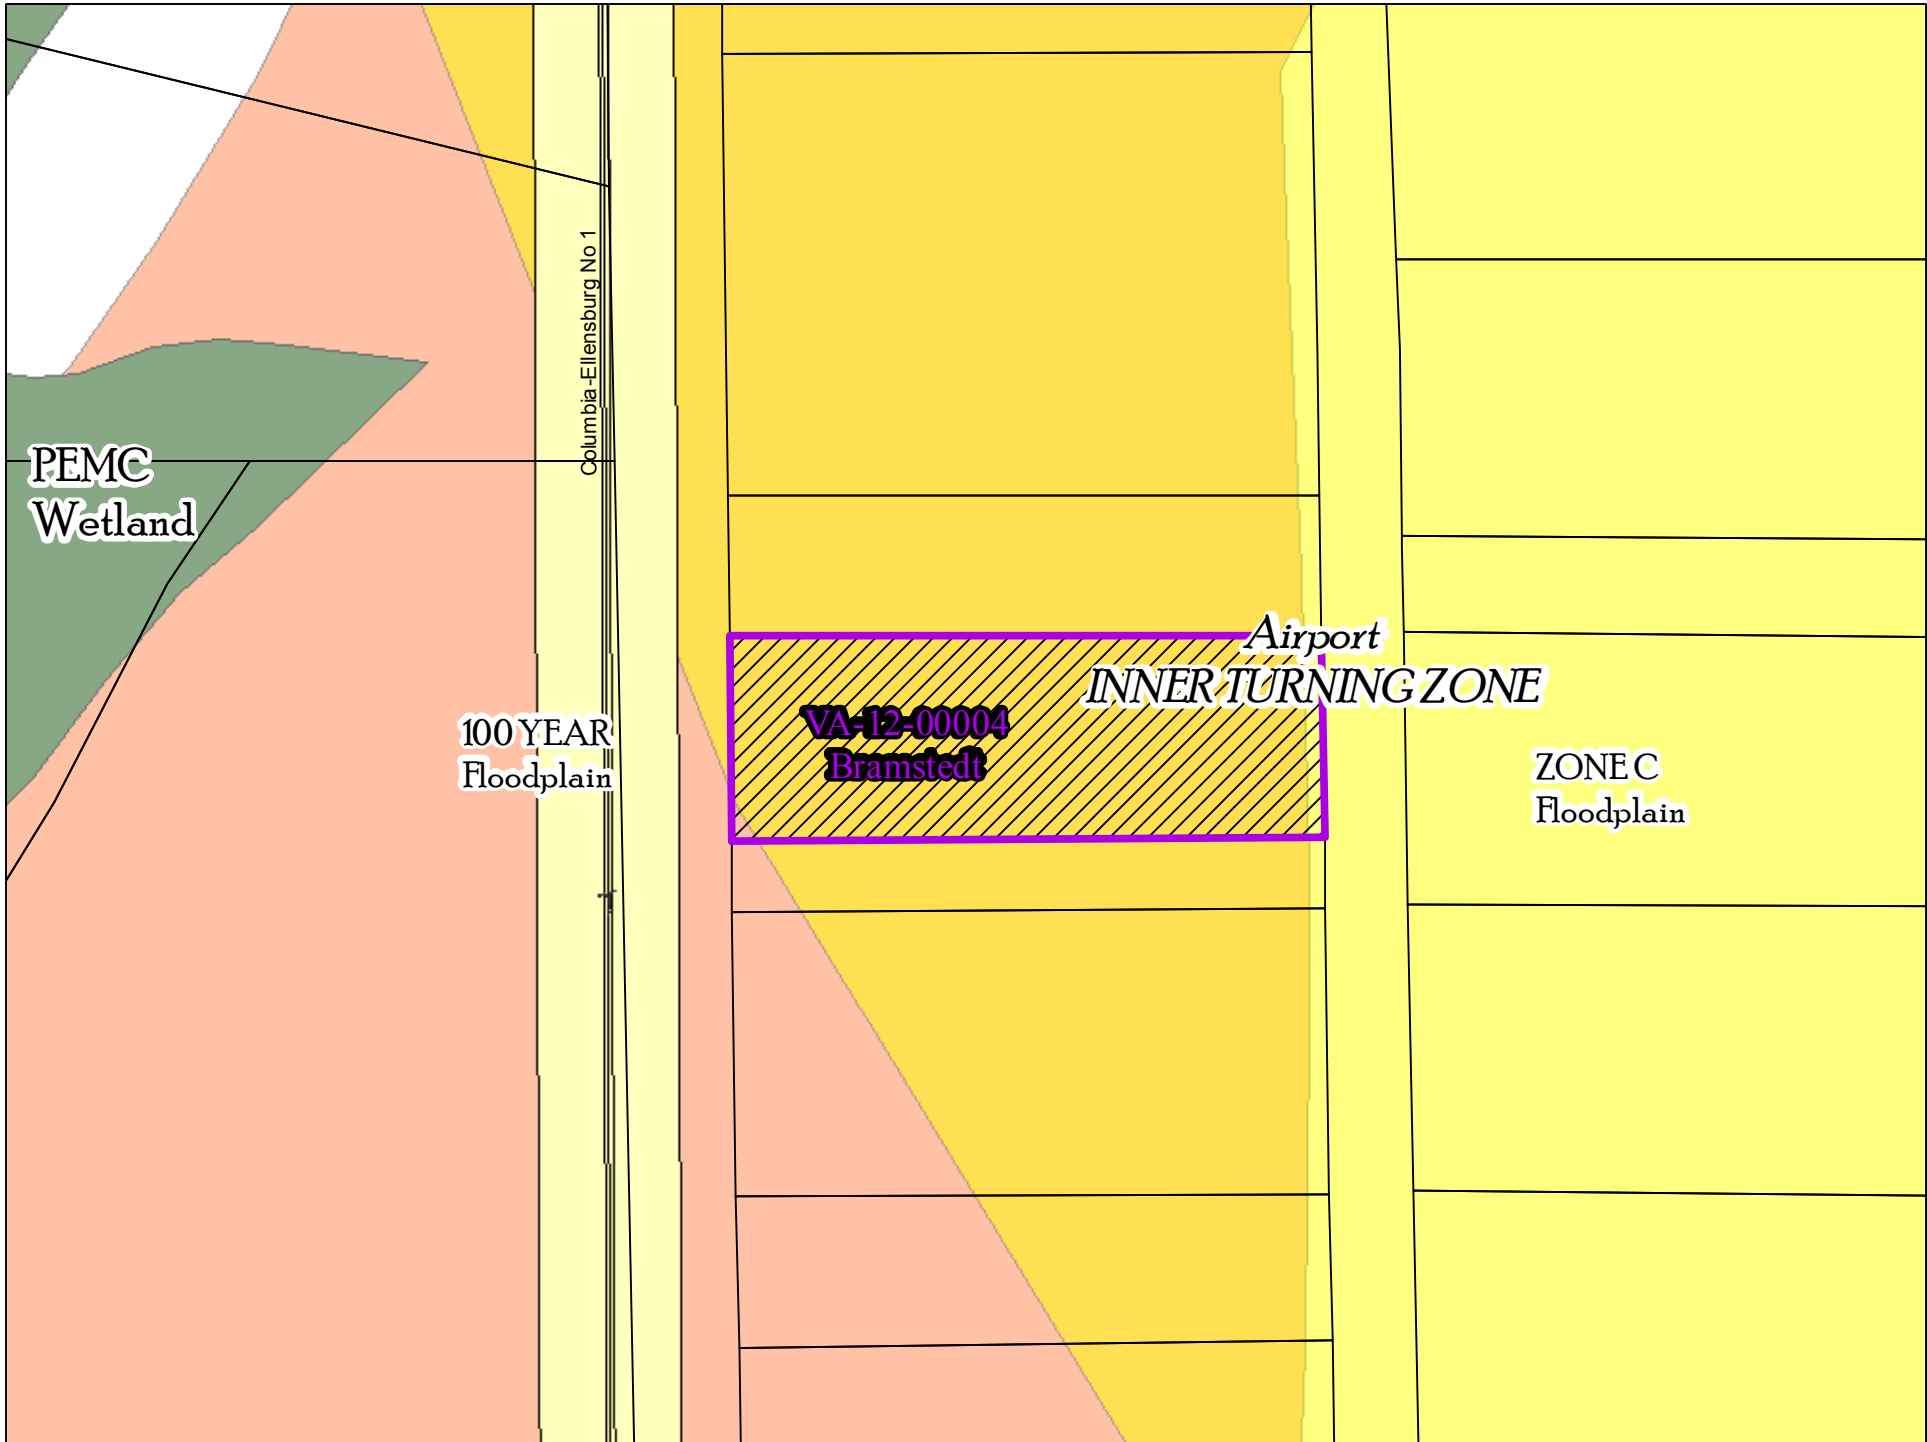 Columbia-Ellensburg No 1
PEMC
Wetland
Airport
INNER TURNING ZONE
VA-12-00004
Bramstedt
100 YEAR
Floodplain
ZONE C
Floodplain